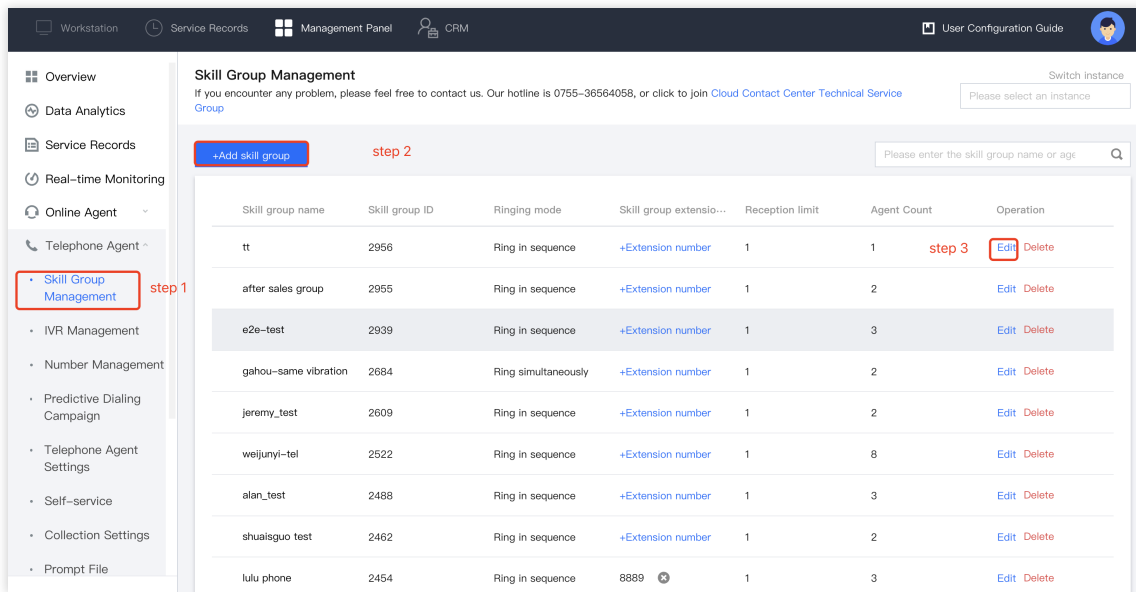 Workstation Service Records Management Panel CRM User Configuration Guide
Overview
Data Analytics
Service Records
Real-time Monitoring
Online Agent
Telephone Agent
Skill Group
Management
step 1
IVR Management
Number Management
Predictive Dialing
Campaign
Telephone Agent
Settings
Self-service
Collection Settings
Prompt File
Skill Group Management
If you encounter any problem, please feel free to contact us. Our hotline is 0755-36564058, or click to join Cloud Contact Center Technical Service
Group
Switch instance
Please select an instance
+Add skill group step 2 Please enter the skill group name or age
Skill group name Skill group ID Ringing mode Skill group extensio... Reception limit Agent Count Operation
tt 2956 Ring in sequence +Extension number 1 1 step 3 Edit Delete
after sales group 2955 Ring in sequence +Extension number 1 2 Edit Delete
e2e-test 2939 Ring in sequence +Extension number 1 3 Edit Delete
gahou-same vibration 2684 Ring simultaneously +Extension number 1 2 Edit Delete
jeremy_test 2609 Ring in sequence +Extension number 1 2 Edit Delete
weijunyi-tel 2522 Ring in sequence +Extension number 1 8 Edit Delete
alan_test 2488 Ring in sequence +Extension number 1 3 Edit Delete
shuaisguo test 2462 Ring in sequence +Extension number 1 2 Edit Delete
lulu phone 2454 Ring in sequence 8889 1 3 Edit Delete